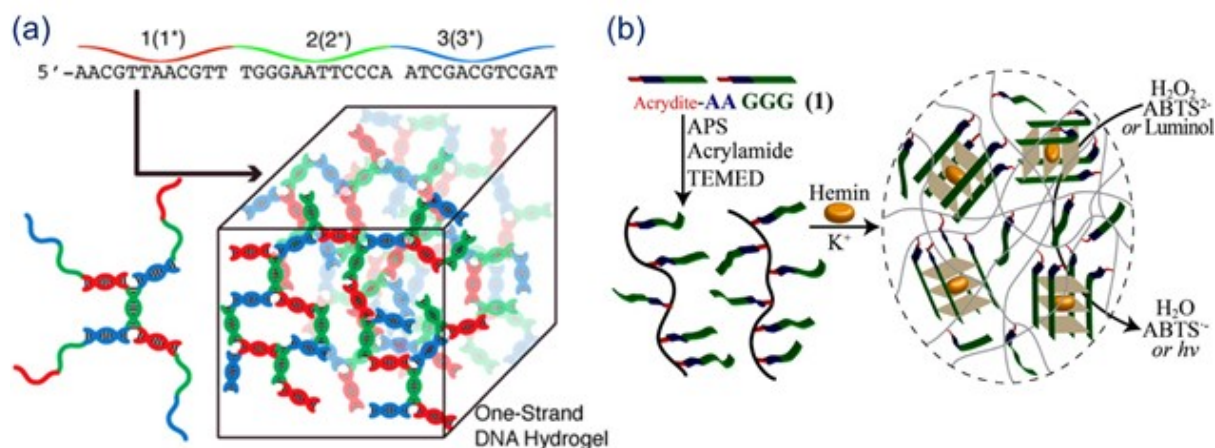 (a)
1(1*) 2(2*) 3(3*)
5'-AACGTTAACGTT TGGGAATTCCCA ATCGACGTCGAT
One-Strand
DNA Hydrogel
(b)
Acrydite-AA GGG (1)
APS
Acrylamide
TEMED
Hemin
K⁺
H₂O₂
ABTS²⁻
or Luminol
H₂O
ABTS·⁻
or hν